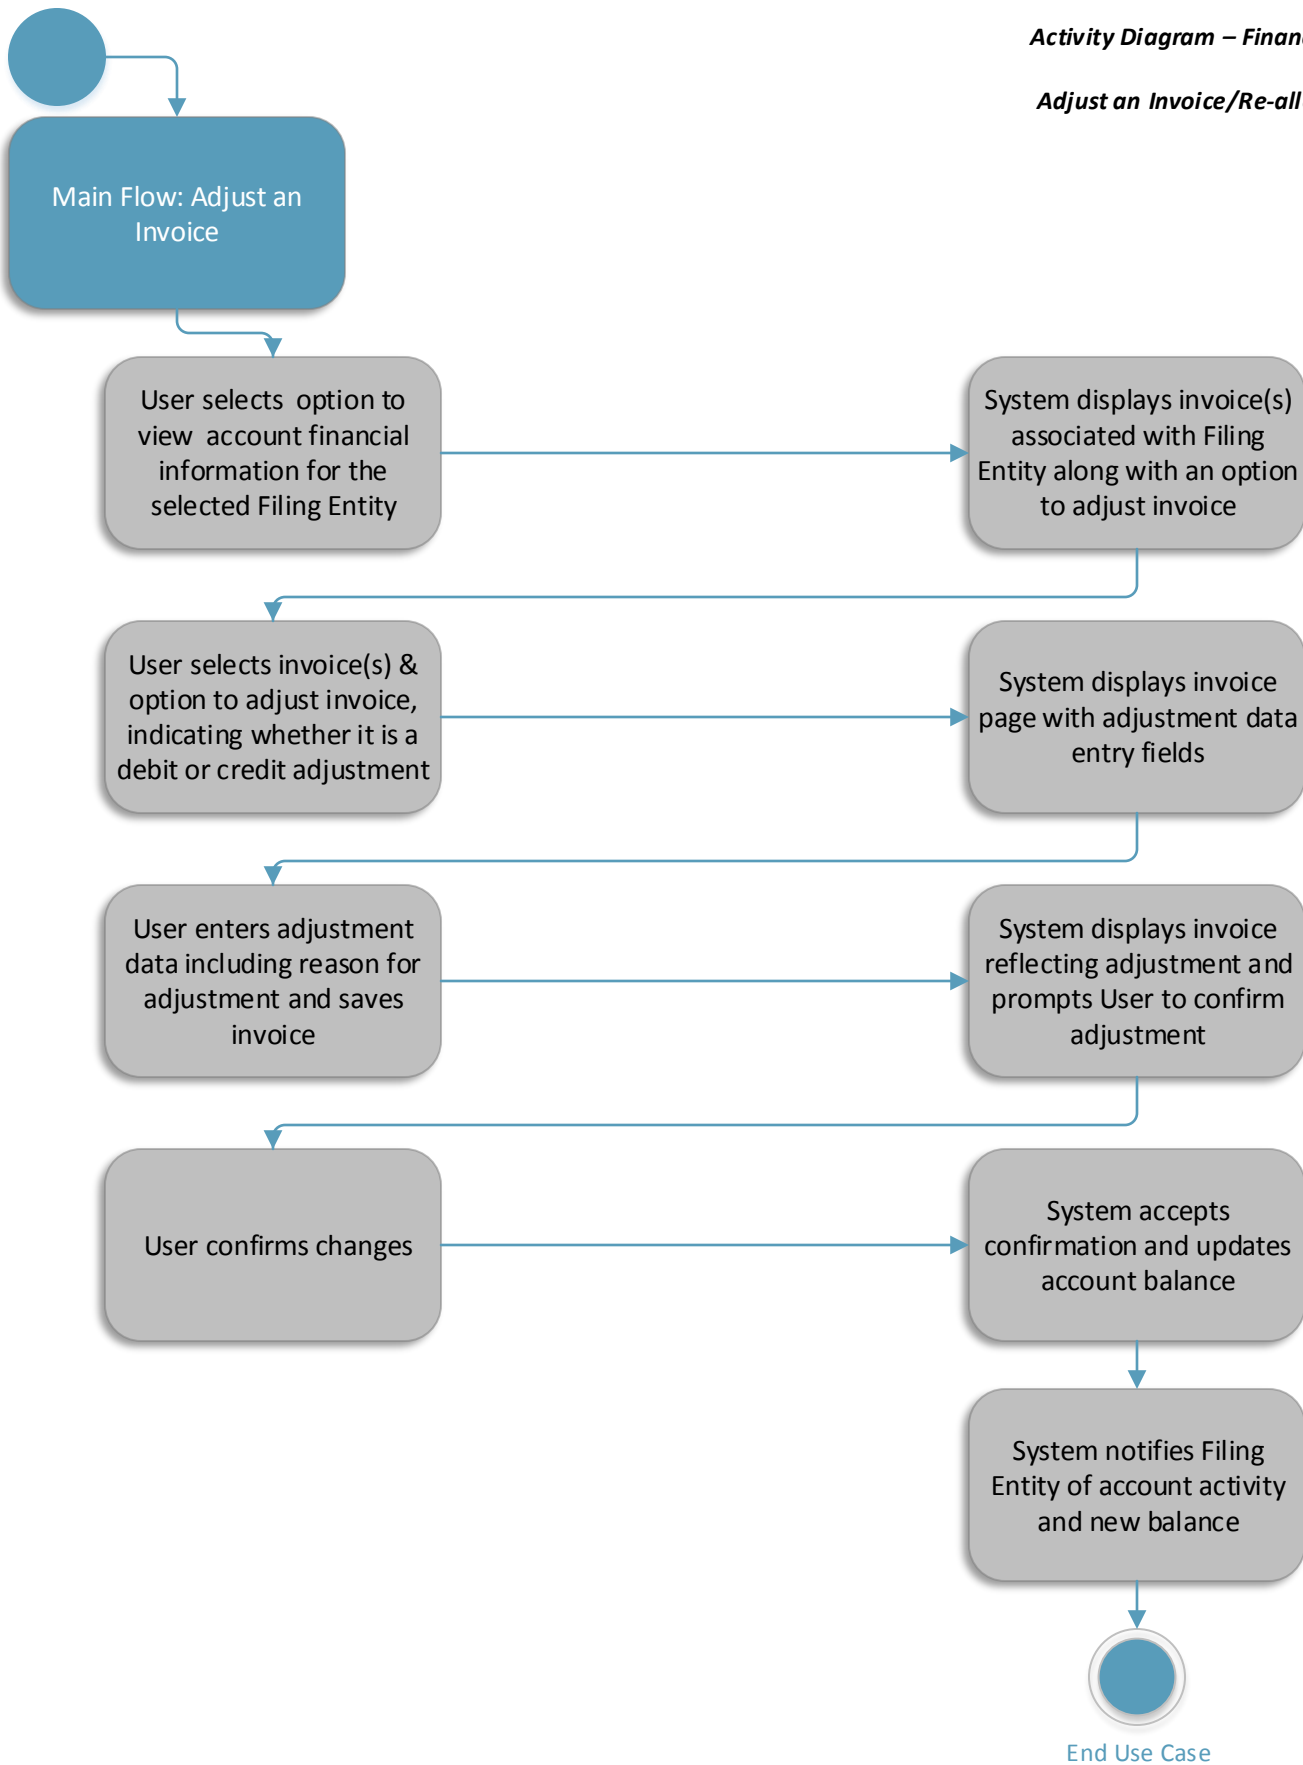 Activity Diagram – Financ
Adjust an Invoice/Re-all
Main Flow: Adjust an
Invoice
User selects option to
view account financial
information for the
selected Filing Entity
System displays invoice(s)
associated with Filing
Entity along with an option
to adjust invoice
User selects invoice(s) &
option to adjust invoice,
indicating whether it is a
debit or credit adjustment
System displays invoice
page with adjustment data
entry fields
User enters adjustment
data including reason for
adjustment and saves
invoice
System displays invoice
reflecting adjustment and
prompts User to confirm
adjustment
User confirms changes
System accepts
confirmation and updates
account balance
System notifies Filing
Entity of account activity
and new balance
End Use Case